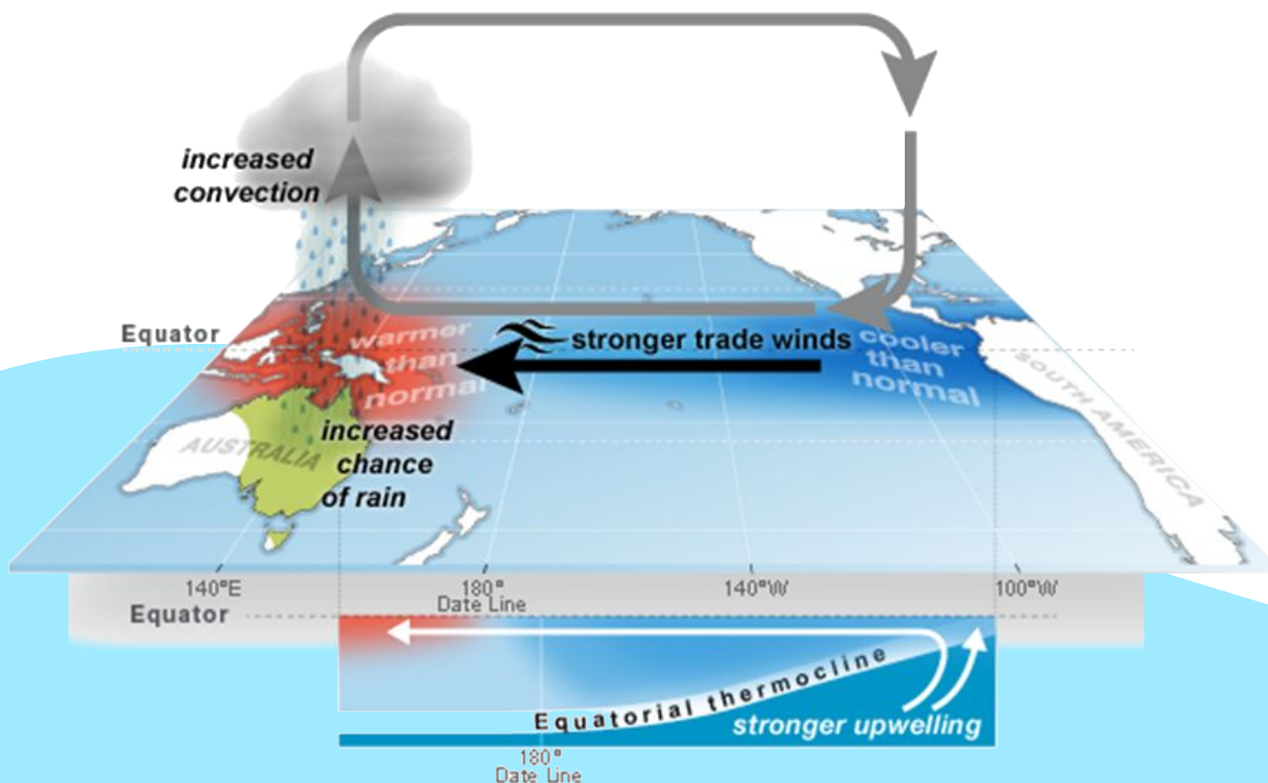 increased
convection
Equator
warmer
than
normal
stronger trade winds
cooler
than
normal
SOUTH AMERICA
AUSTRALIA
increased
chance
of rain
140°E
180°
Date Line
140°W
100°W
Equator
Equatorial thermocline
stronger upwelling
180°
Date Line